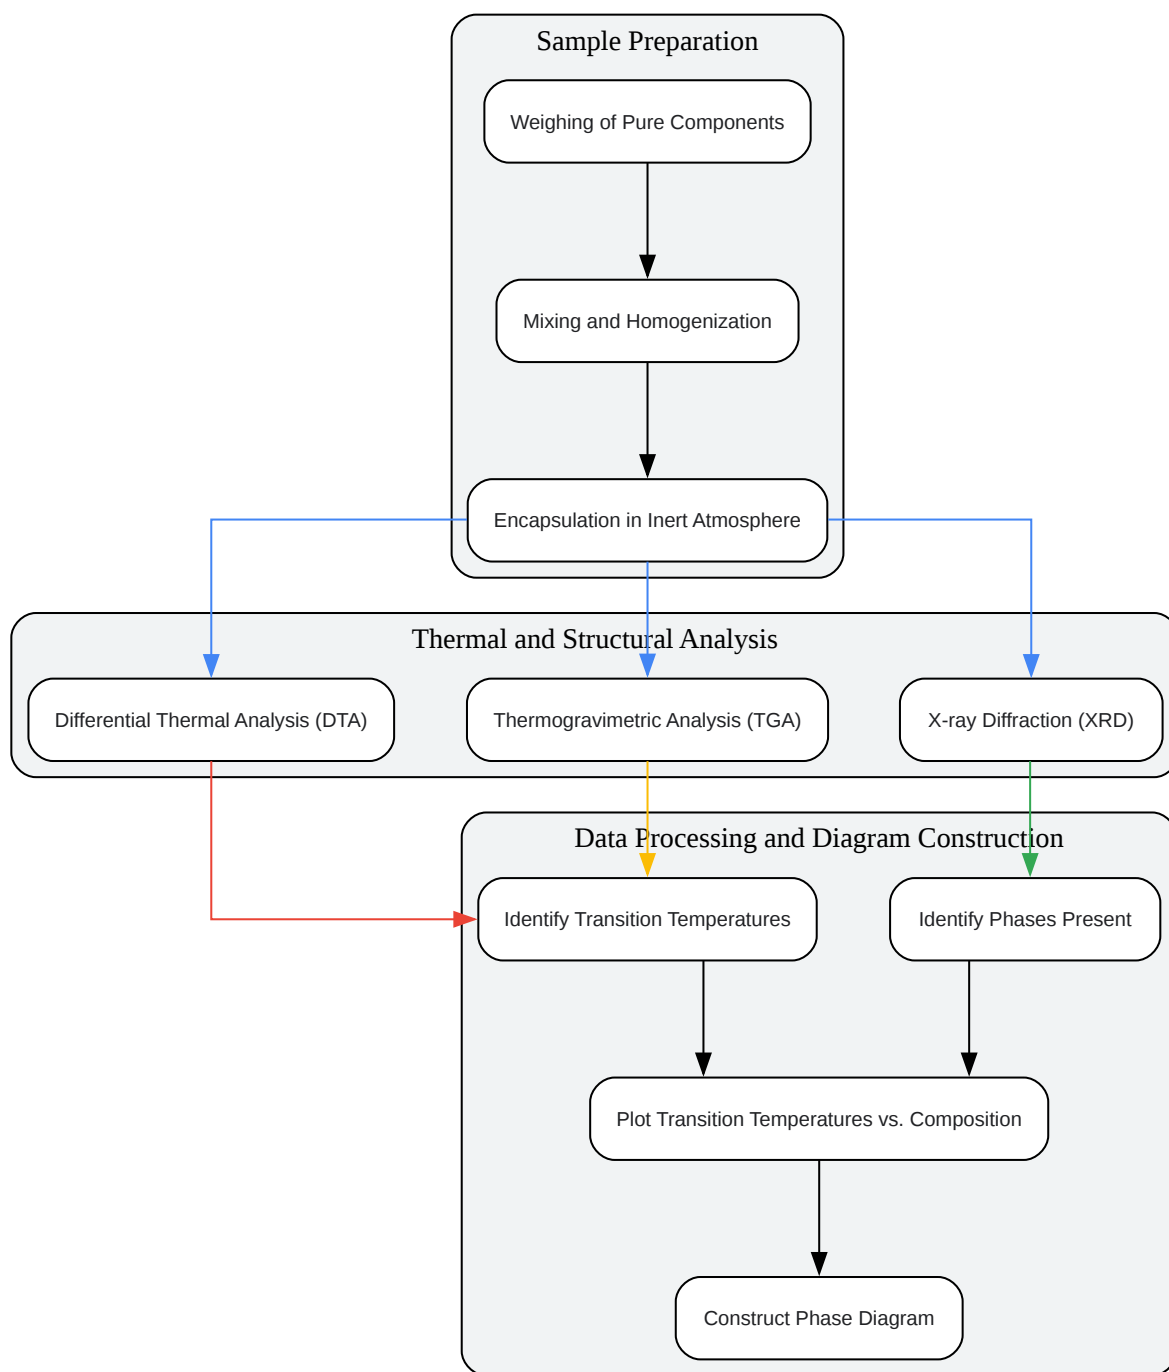 Sample Preparation
Weighing of Pure Components
Mixing and Homogenization
Encapsulation in Inert Atmosphere
Thermal and Structural Analysis
Differential Thermal Analysis (DTA)
Thermogravimetric Analysis (TGA)
X-ray Diffraction (XRD)
Data Processing and Diagram Construction
Identify Transition Temperatures
Identify Phases Present
Plot Transition Temperatures vs. Composition
Construct Phase Diagram